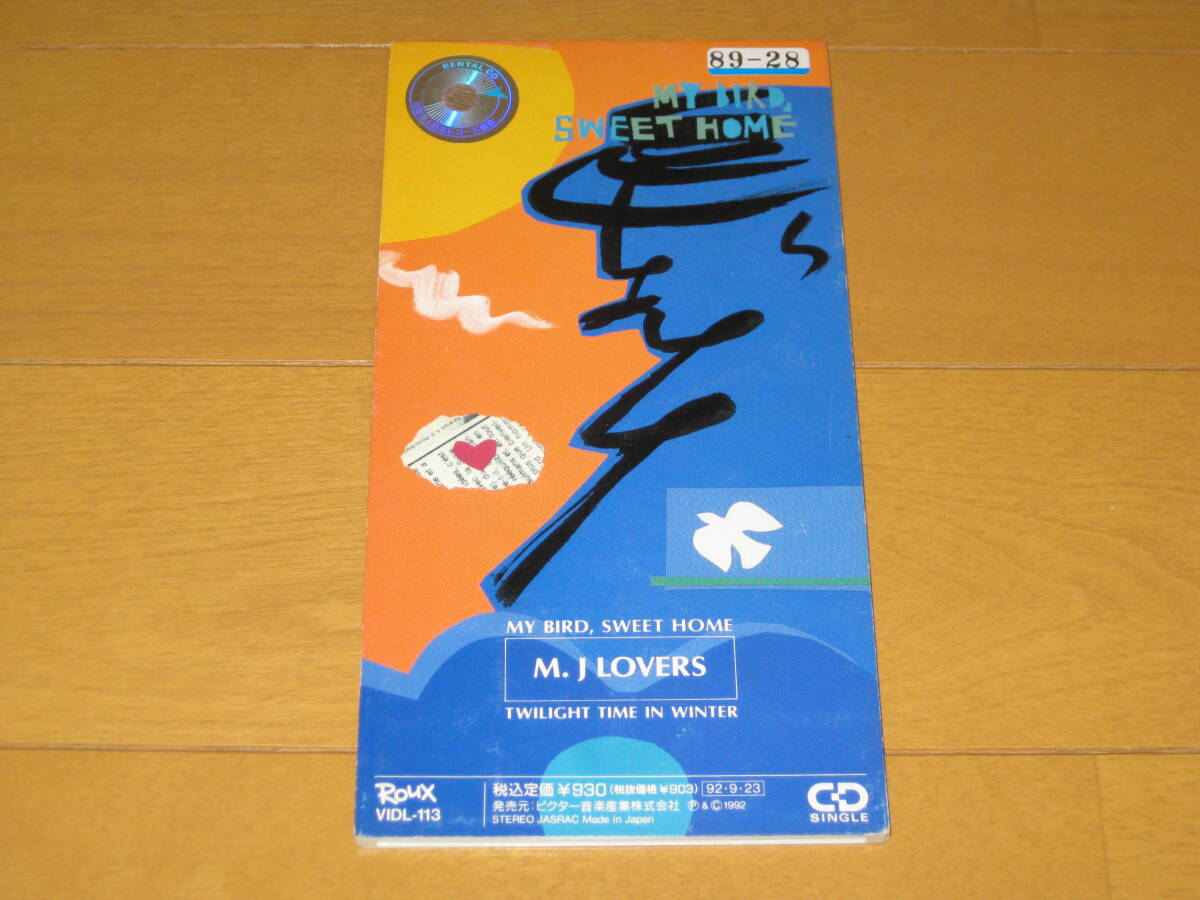 89-28
RENTAL CD
MY BIRD,
SWEET HOME
MY BIRD, SWEET HOME
M. J LOVERS
TWILIGHT TIME IN WINTER
Roux
VIDL-113
税込定価¥930(税抜価格¥903) 92・9・23
発売元:ビクター音楽産業株式会社 Ⓟ&Ⓒ1992
STEREO JASRAC Made in Japan
CD
SINGLE